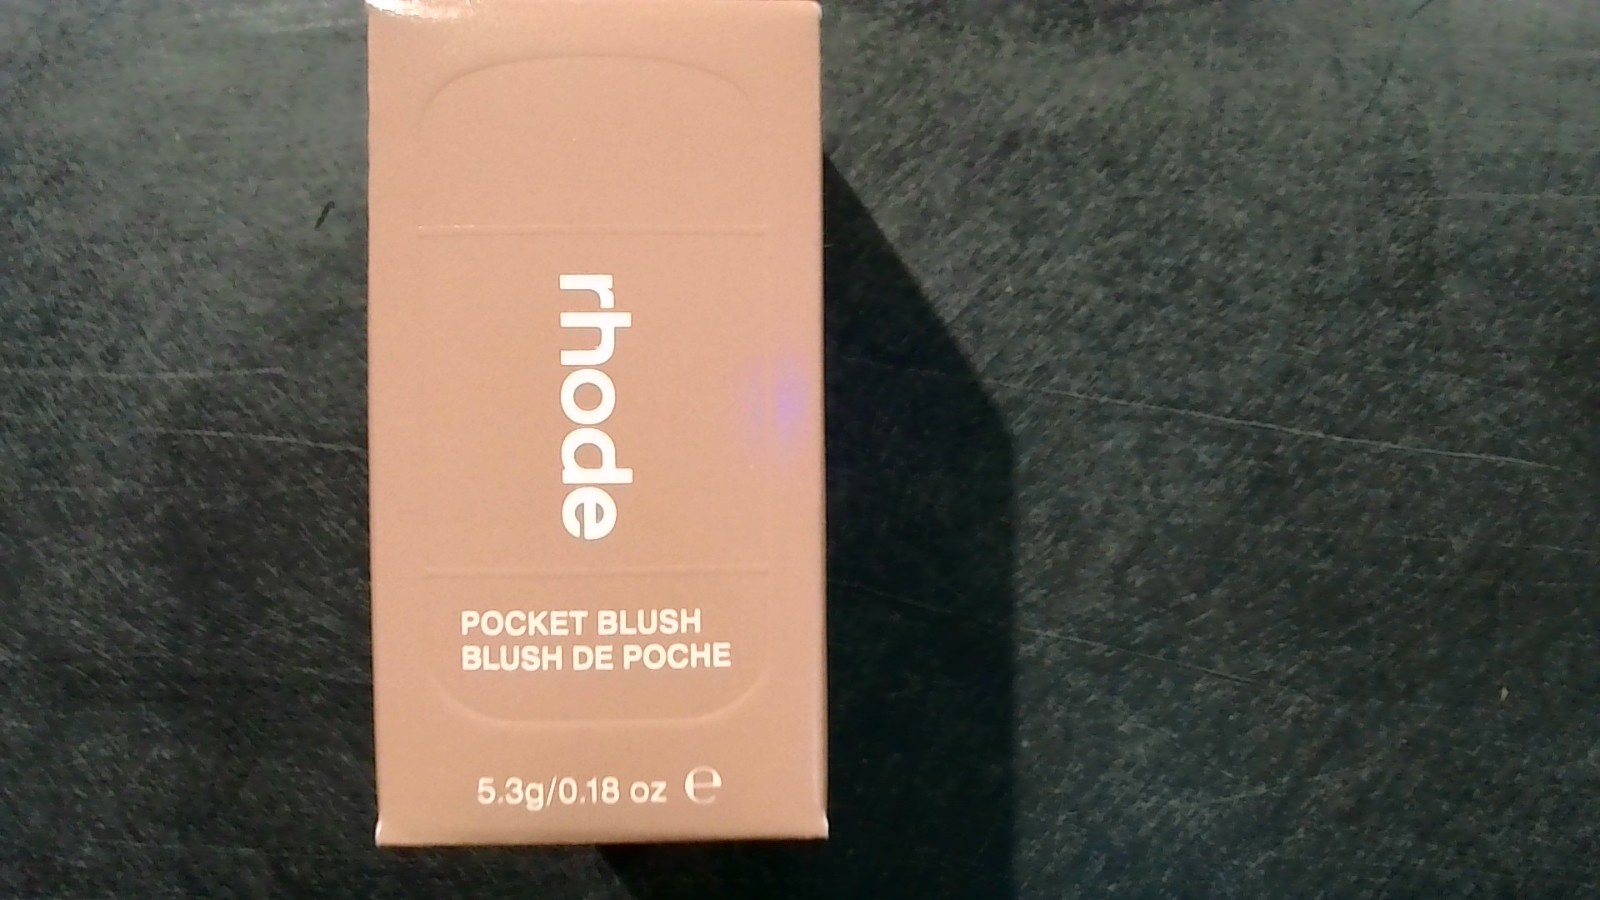 rhode
POCKET BLUSH
BLUSH DE POCHE
5.3g/0.18 oz ℮